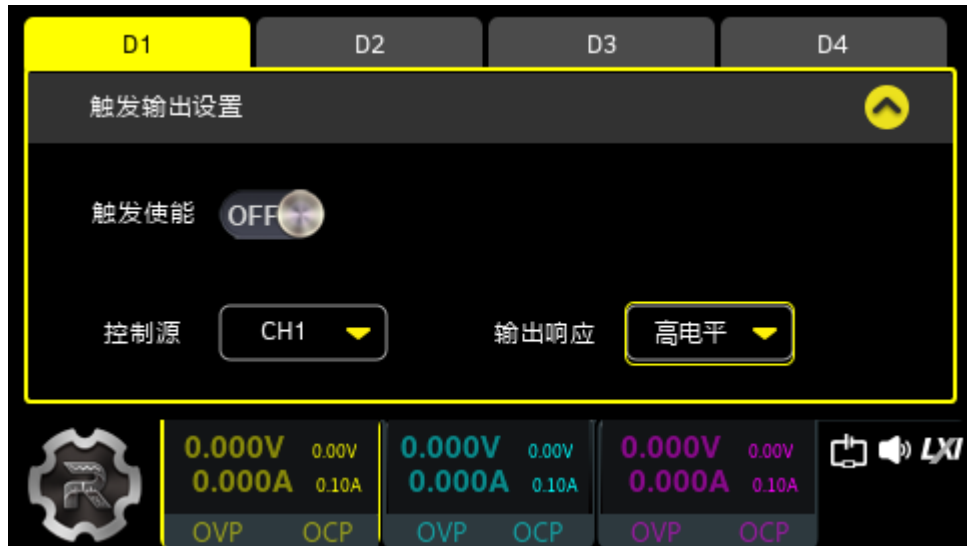 D1 D2 D3 D4
触发输出设置
触发使能 OFF
控制源 CH1 输出响应 高电平
0.000V 0.00V 0.000V 0.00V 0.000V 0.00V LXI
0.000A 0.10A 0.000A 0.10A 0.000A 0.10A
OVP OCP OVP OCP OVP OCP